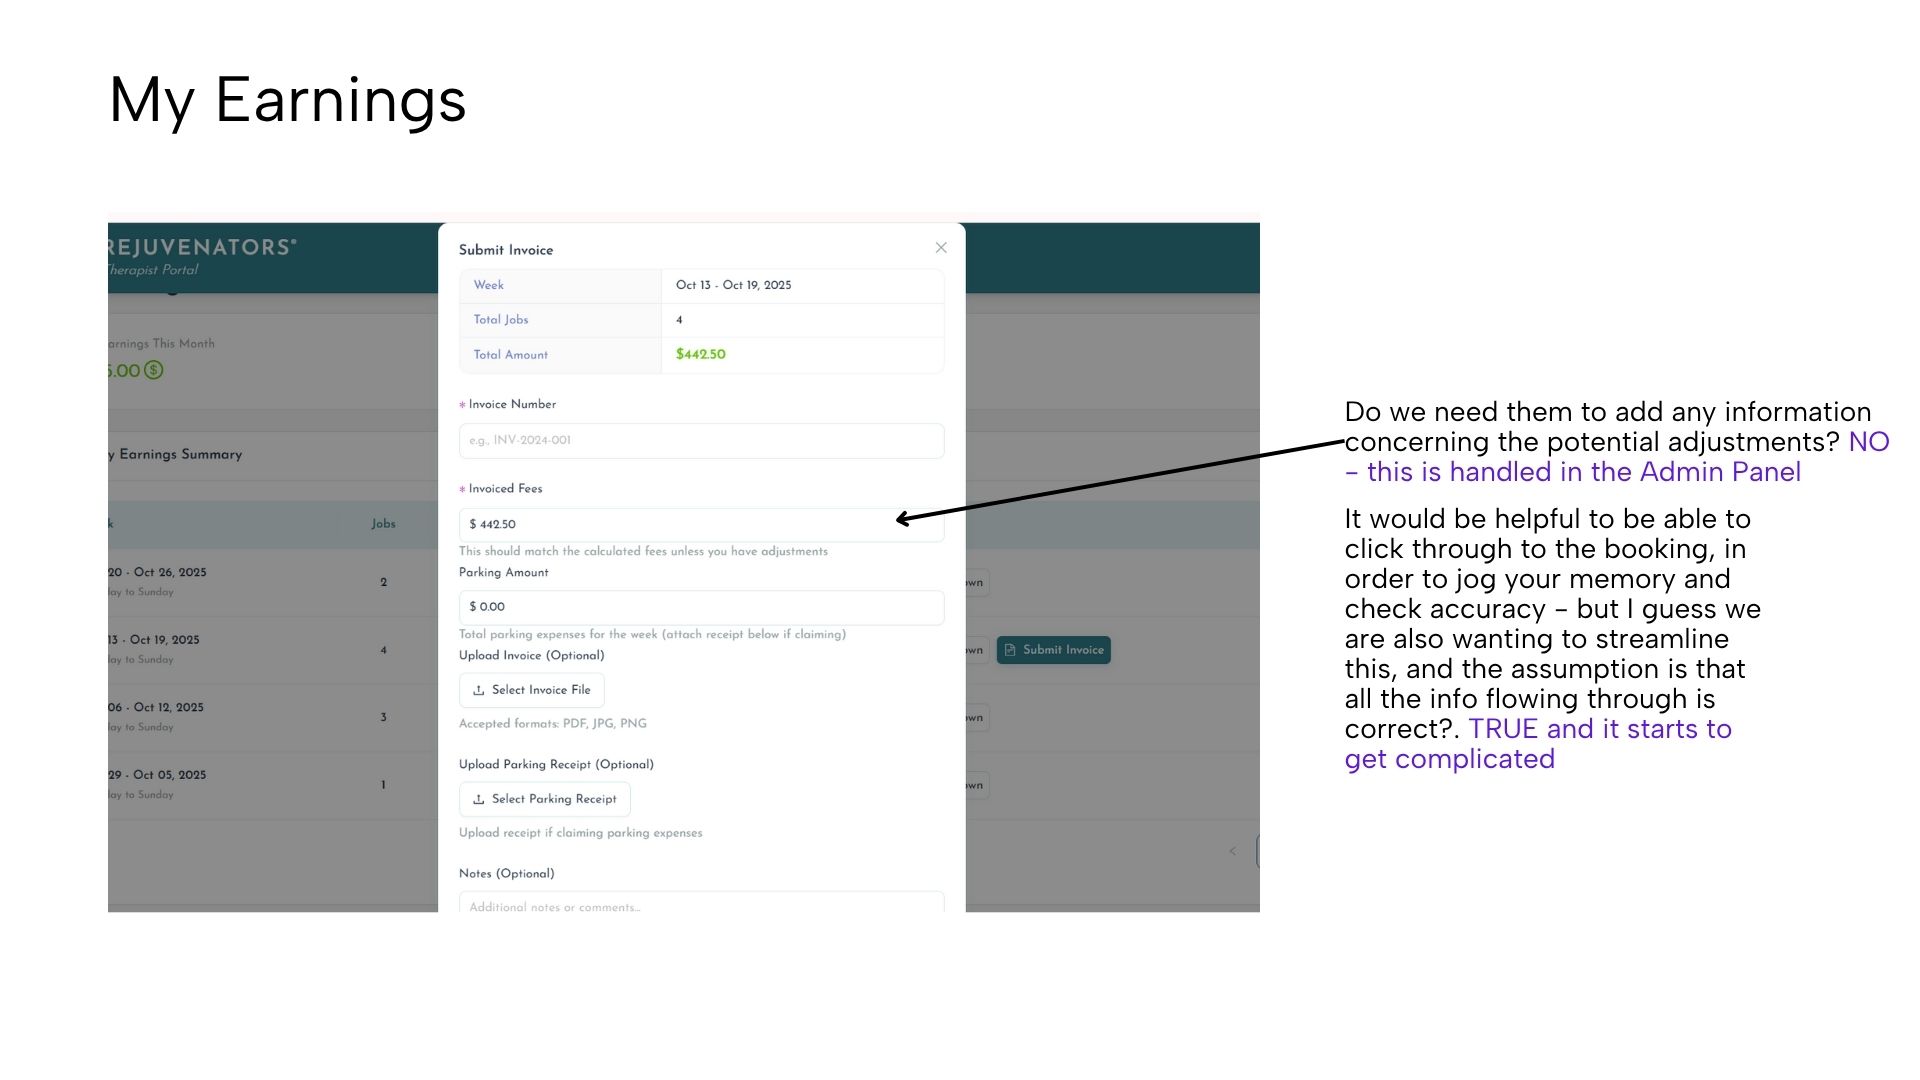 My Earnings
REJUVENATORS®
Therapist Portal
arnings This Month
5.00
y Earnings Summary
k
Jobs
20 - Oct 26, 2025
lay to Sunday
2
own
13 - Oct 19, 2025
lay to Sunday
4
own
Submit Invoice
06 - Oct 12, 2025
lay to Sunday
3
own
29 - Oct 05, 2025
lay to Sunday
1
own
Submit Invoice
Week
Oct 13 - Oct 19, 2025
Total Jobs
4
Total Amount
$442.50
* Invoice Number
e.g., INV-2024-001
* Invoiced Fees
$ 442.50
This should match the calculated fees unless you have adjustments
Parking Amount
$ 0.00
Total parking expenses for the week (attach receipt below if claiming)
Upload Invoice (Optional)
Select Invoice File
Accepted formats: PDF, JPG, PNG
Upload Parking Receipt (Optional)
Select Parking Receipt
Upload receipt if claiming parking expenses
Notes (Optional)
Additional notes or comments...
Do we need them to add any information
concerning the potential adjustments? NO
- this is handled in the Admin Panel
It would be helpful to be able to
click through to the booking, in
order to jog your memory and
check accuracy - but I guess we
are also wanting to streamline
this, and the assumption is that
all the info flowing through is
correct?. TRUE and it starts to
get complicated